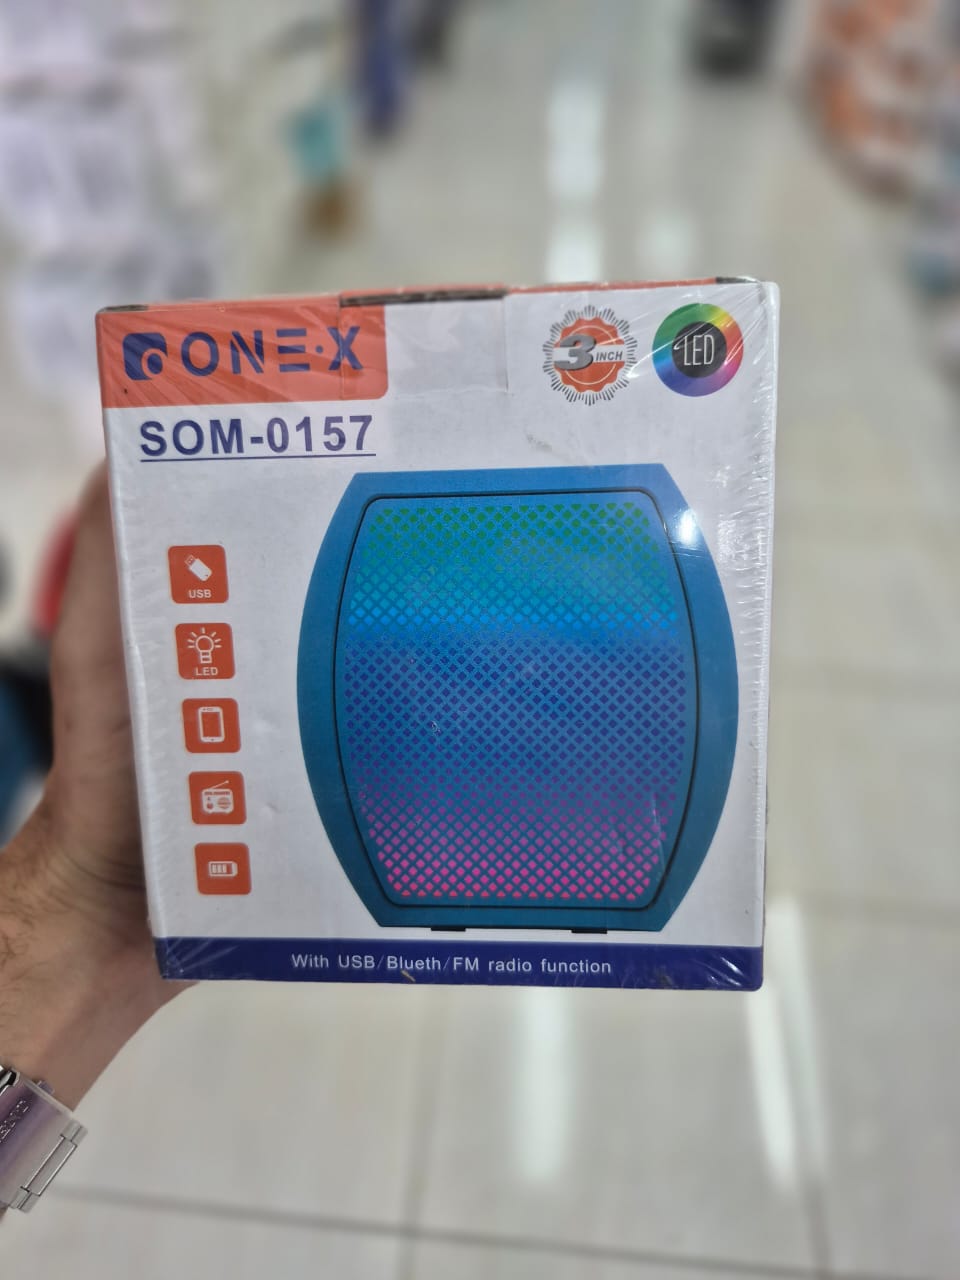 ONE·X
3 INCH
LED
SOM-0157
USB
LED
With USB/Blueth/FM radio function